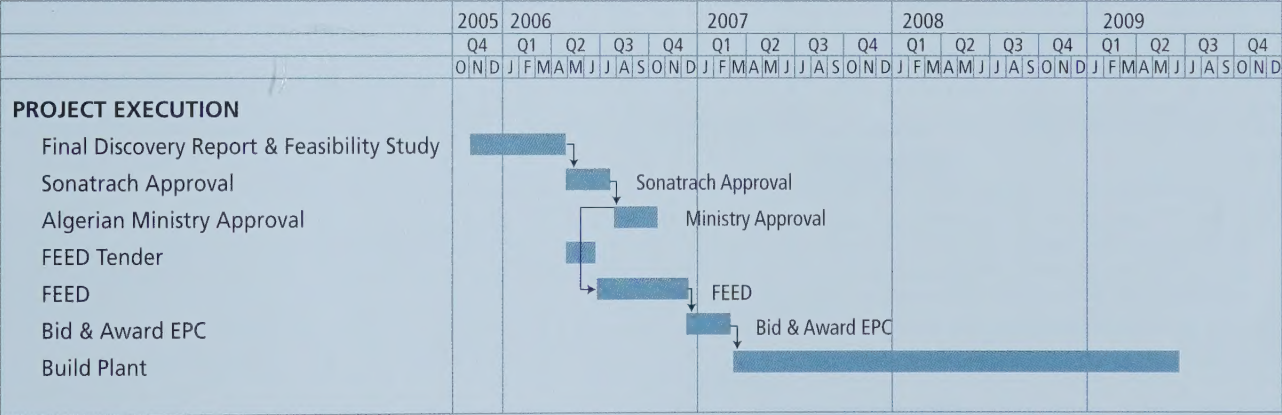 2005 2006 2007 2008 2009
Q4 Q1 Q2 Q3 Q4 Q1 Q2 Q3 Q4 Q1 Q2 Q3 Q4 Q1 Q2 Q3 Q4
O N D J F M A M J J A S O N D J F M A M J J A S O N D J F M A M J J A S O N D J F M A M J J A S O N D
PROJECT EXECUTION
Final Discovery Report & Feasibility Study
Sonatrach Approval Sonatrach Approval
Algerian Ministry Approval Ministry Approval
FEED Tender
FEED FEED
Bid & Award EPC Bid & Award EPC
Build Plant